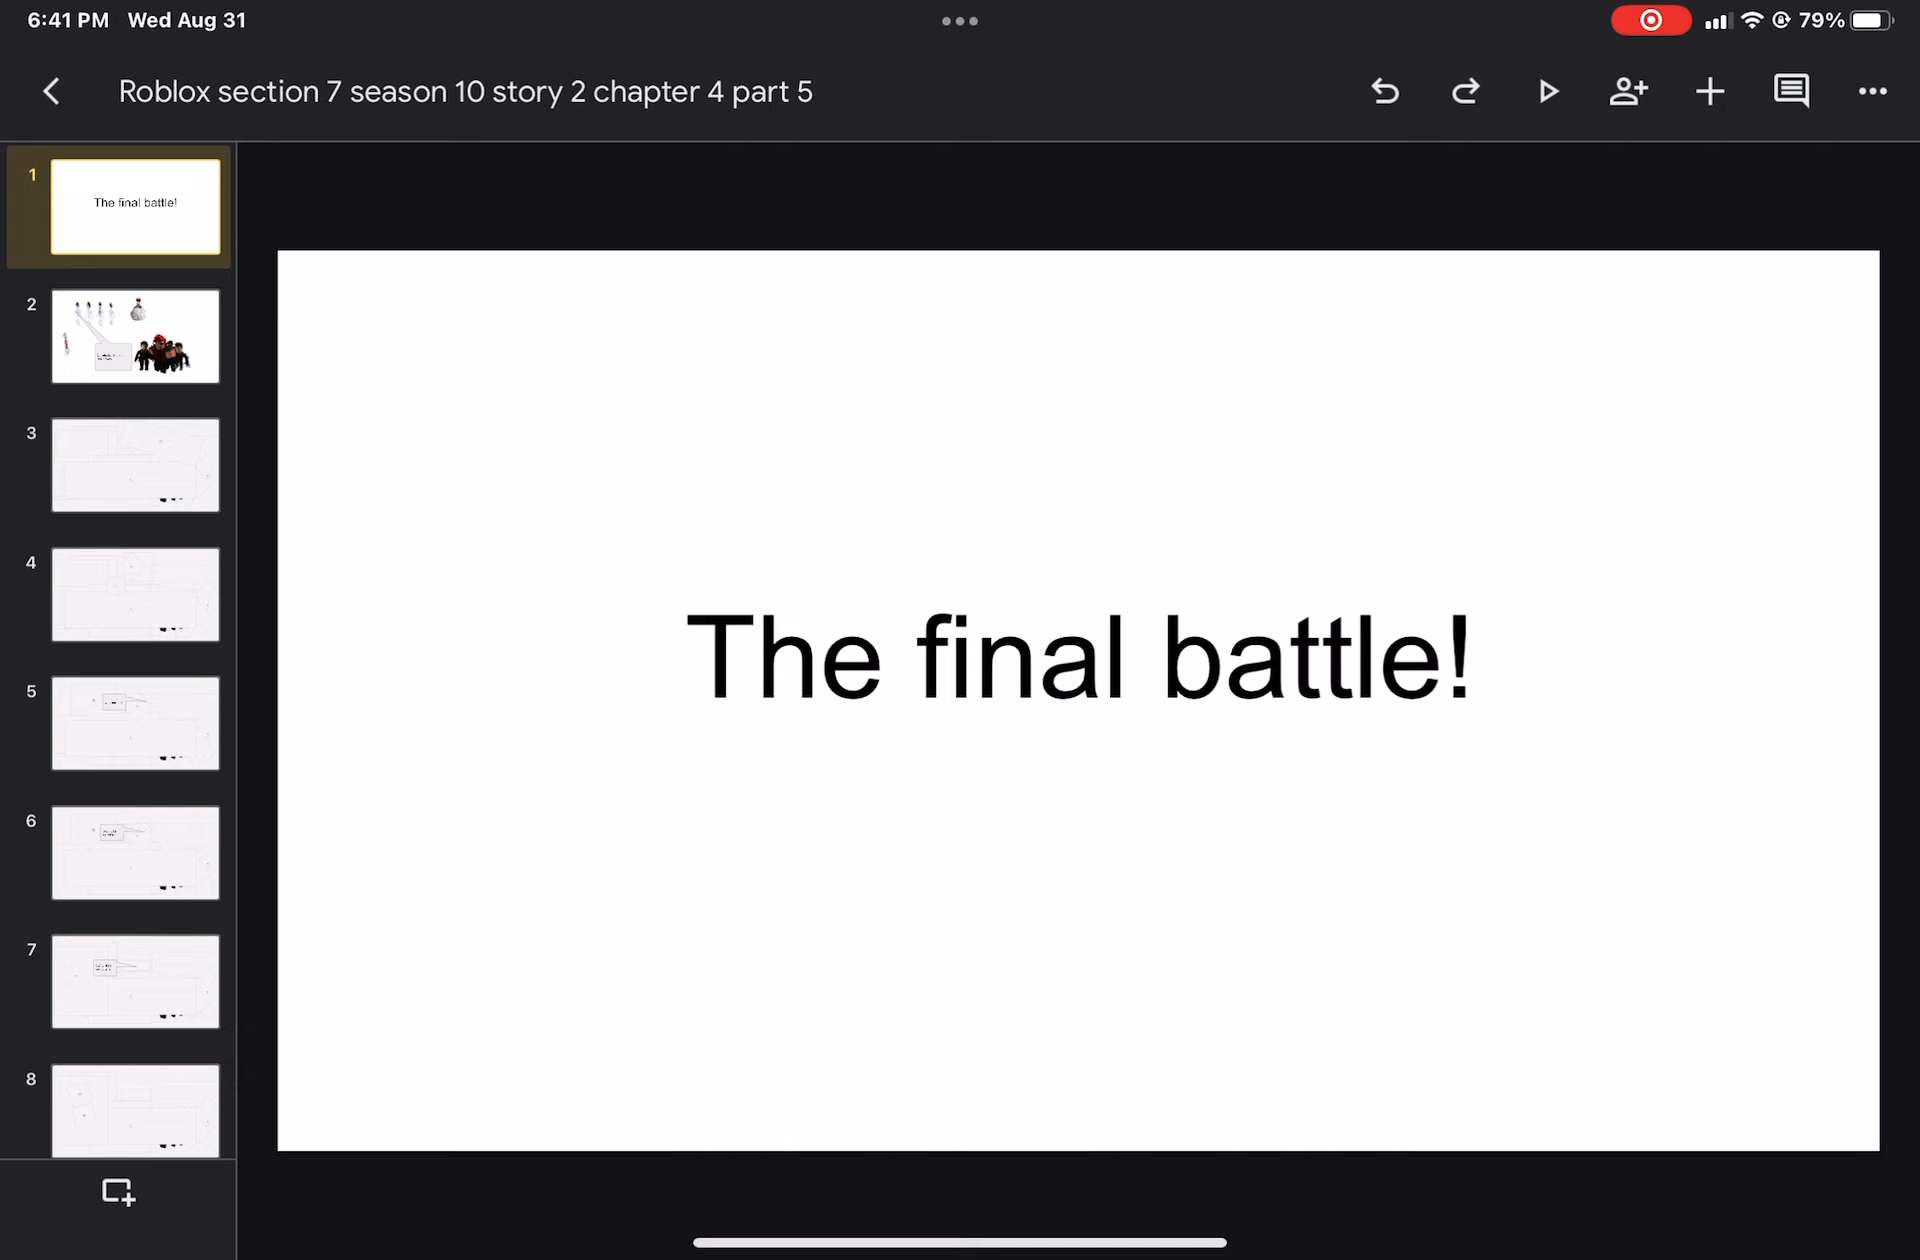 6:41 PM Wed Aug 31
79%
Roblox section 7 season 10 story 2 chapter 4 part 5
1
The final battle!
2
3
4
5
6
7
8
The final battle!